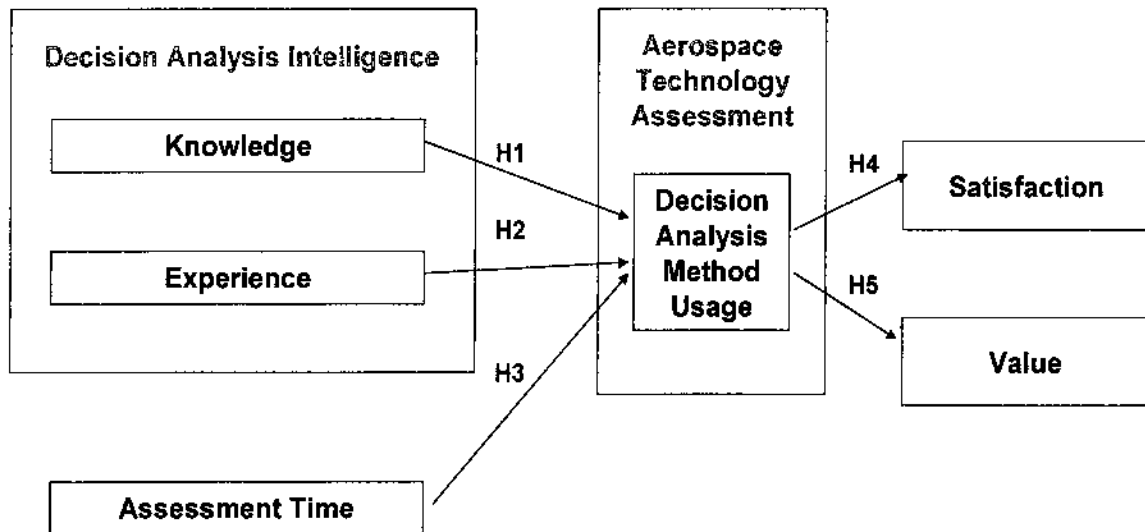 Decision Analysis Intelligence
Knowledge
Experience
Assessment Time
H1
H2
H3
Aerospace
Technology
Assessment
Decision
Analysis
Method
Usage
H4
H5
Satisfaction
Value